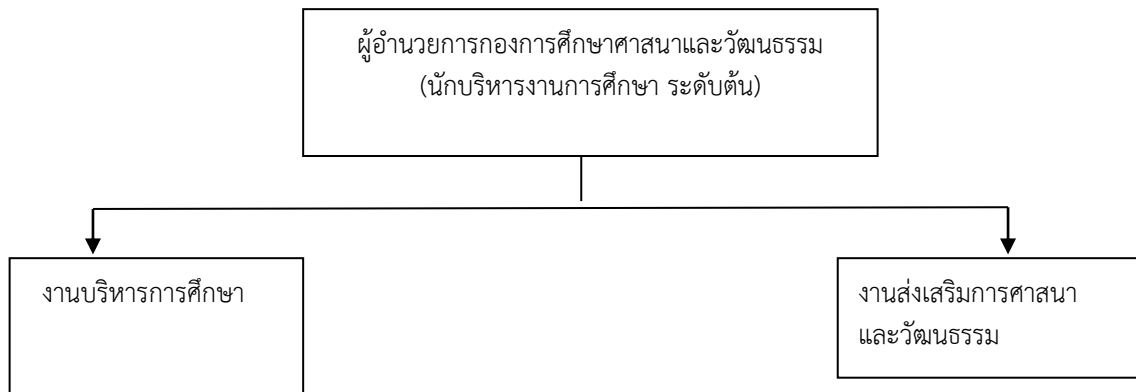 ผู้อำนวยการกองการศึกษาศาสนาและวัฒนธรรม
(นักบริหารงานการศึกษา ระดับต้น)
งานบริหารการศึกษา
งานส่งเสริมการศาสนา
และวัฒนธรรม